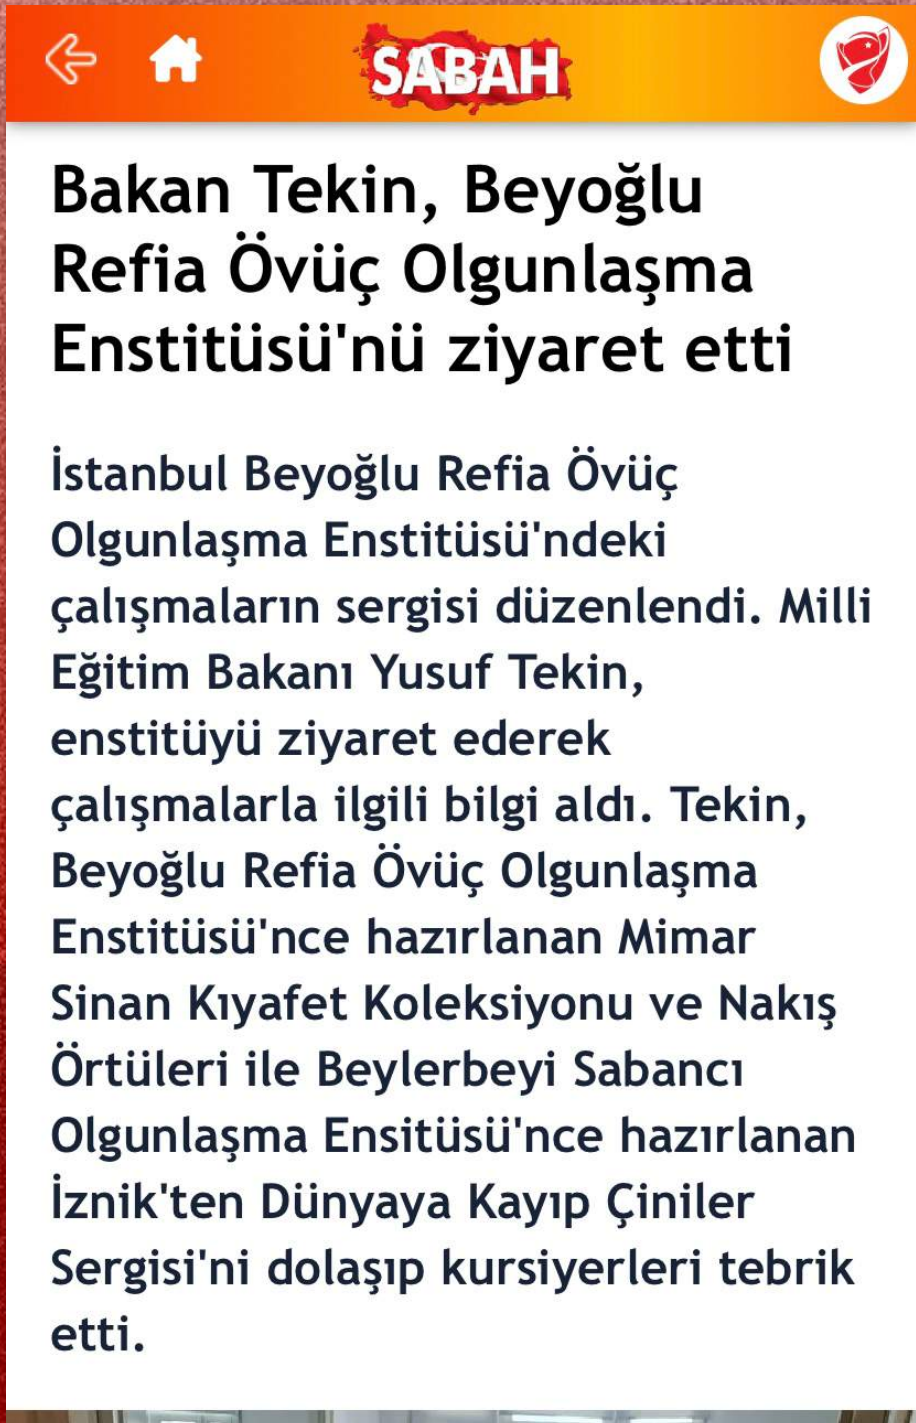 SABAH
Bakan Tekin, Beyoğlu
Refia Övüç Olgunlaşma
Enstitüsü'nü ziyaret etti
İstanbul Beyoğlu Refia Övüç
Olgunlaşma Enstitüsü'ndeki
çalışmaların sergisi düzenlendi. Milli
Eğitim Bakanı Yusuf Tekin,
enstitüyü ziyaret ederek
çalışmalarla ilgili bilgi aldı. Tekin,
Beyoğlu Refia Övüç Olgunlaşma
Enstitüsü'nce hazırlanan Mimar
Sinan Kıyafet Koleksiyonu ve Nakış
Örtüleri ile Beylerbeyi Sabancı
Olgunlaşma Ensitüsü'nce hazırlanan
İznik'ten Dünyaya Kayıp Çiniler
Sergisi'ni dolaşıp kursiyerleri tebrik
etti.